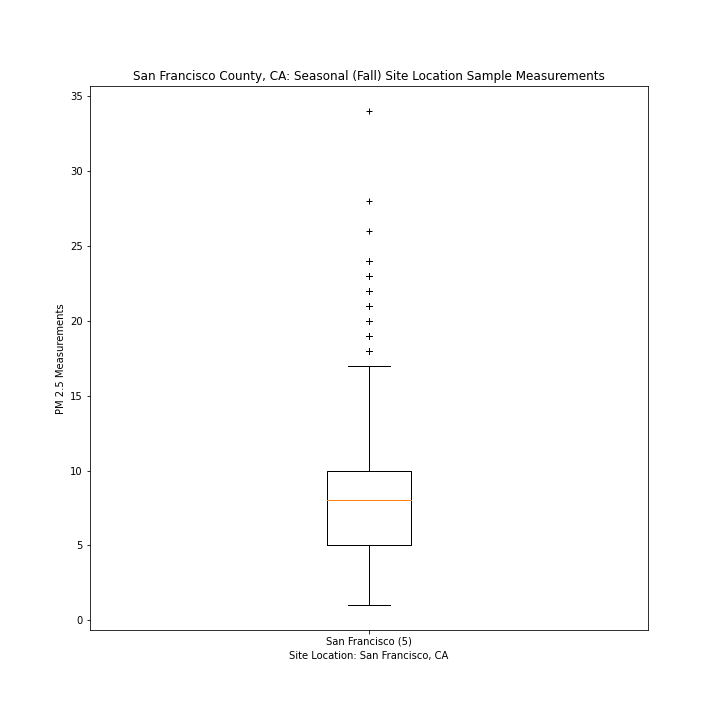 San Francisco County, CA: Seasonal (Fall) Site Location Sample Measurements
35
30
25
20
15
10
5
0
PM 2.5 Measurements
San Francisco (5)
Site Location: San Francisco, CA